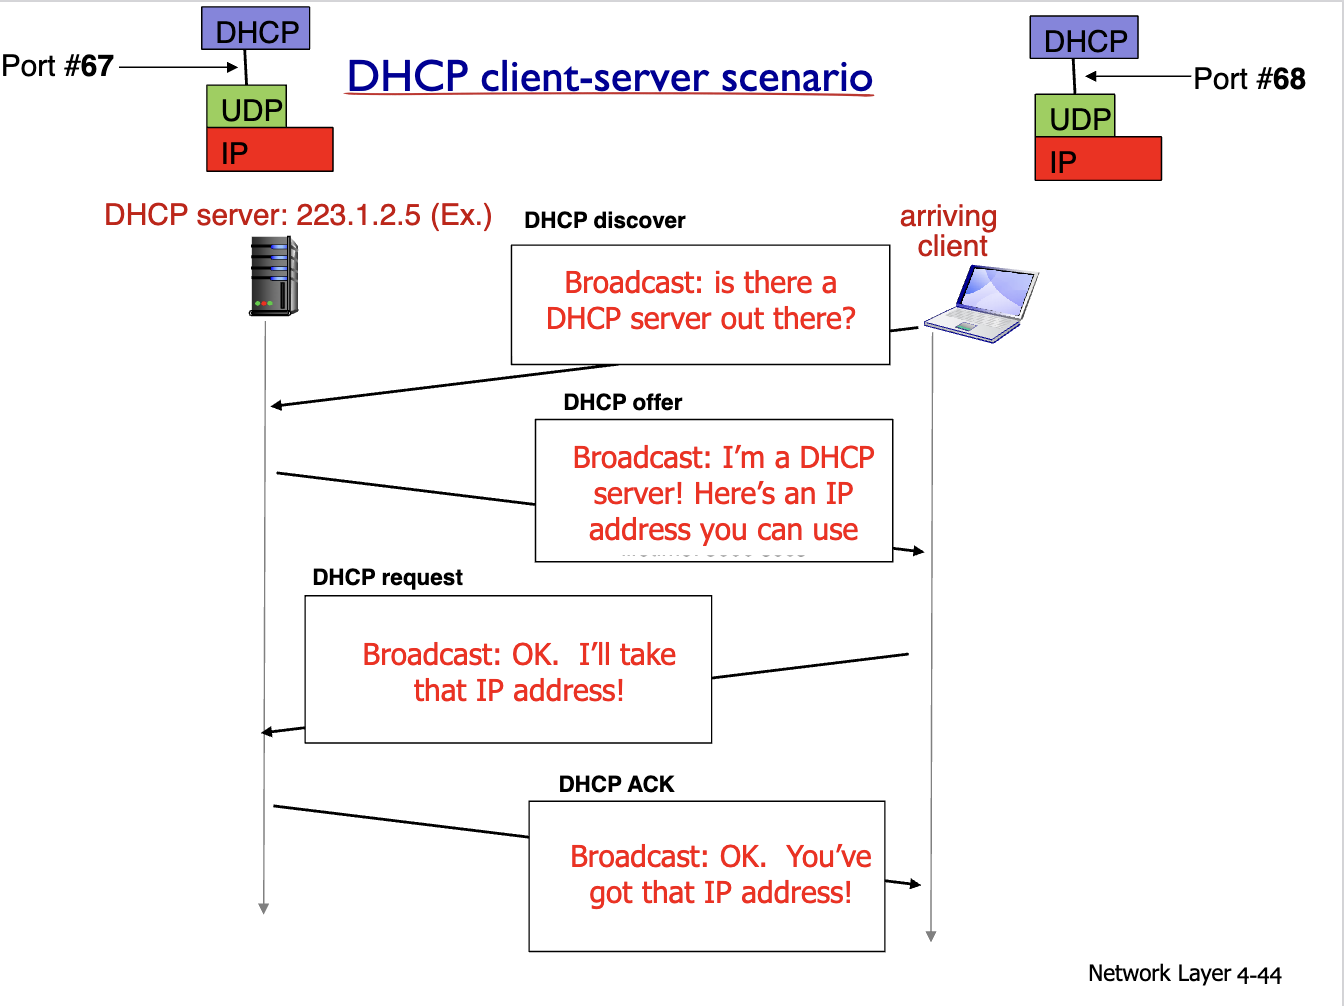 DHCP
Port #67
UDP
IP
DHCP client-server scenario
DHCP
Port #68
UDP
IP
DHCP server: 223.1.2.5 (Ex.)
arriving
client
DHCP discover
Broadcast: is there a
DHCP server out there?
DHCP offer
Broadcast: I’m a DHCP
server! Here’s an IP
address you can use
DHCP request
Broadcast: OK.  I’ll take
that IP address!
DHCP ACK
Broadcast: OK.  You’ve
got that IP address!
Network Layer 4-44